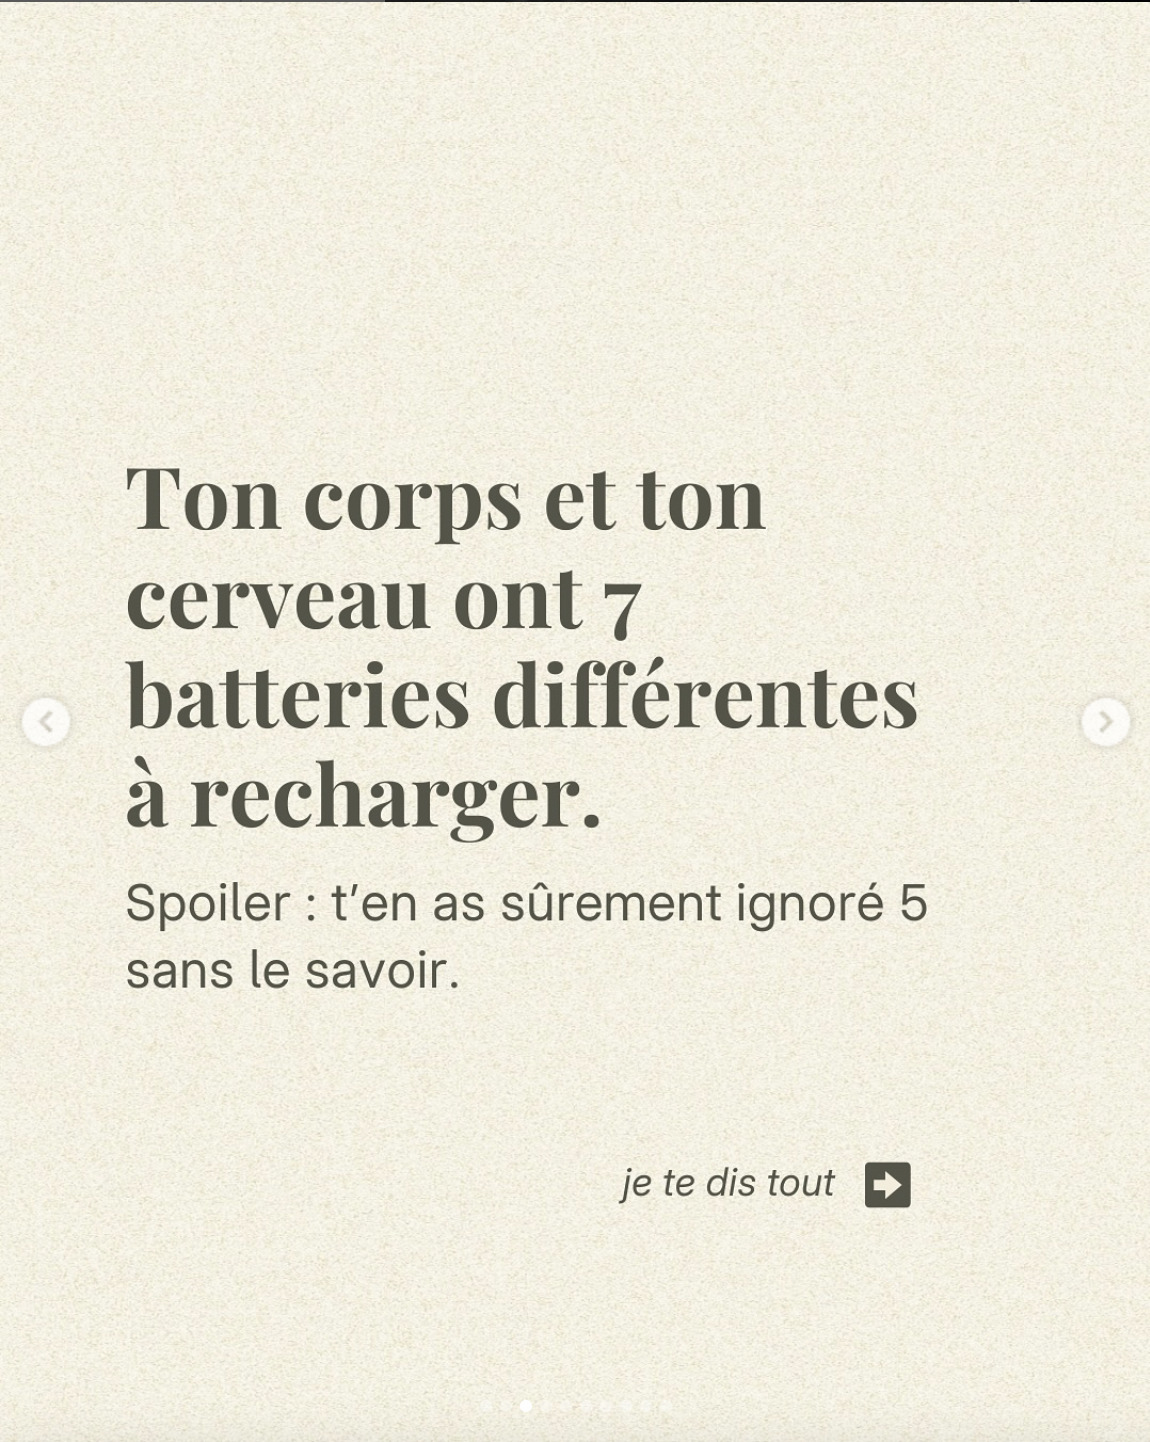 Ton corps et ton
cerveau ont 7
batteries différentes
à recharger.
Spoiler : t’en as sûrement ignoré 5
sans le savoir.
je te dis tout